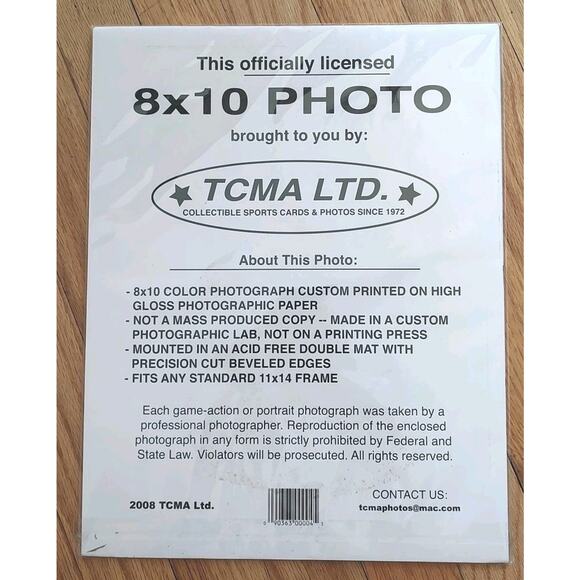 This officially licensed
8x10 PHOTO
brought to you by:
TCMA LTD.
COLLECTIBLE SPORTS CARDS & PHOTOS SINCE 1972
About This Photo:
- 8x10 COLOR PHOTOGRAPH CUSTOM PRINTED ON HIGH
GLOSS PHOTOGRAPHIC PAPER
- NOT A MASS PRODUCED COPY -- MADE IN A CUSTOM
PHOTOGRAPHIC LAB, NOT ON A PRINTING PRESS
- MOUNTED IN AN ACID FREE DOUBLE MAT WITH
PRECISION CUT BEVELED EDGES
- FITS ANY STANDARD 11x14 FRAME
Each game-action or portrait photograph was taken by a
professional photographer. Reproduction of the enclosed
photograph in any form is strictly prohibited by Federal and
State Law. Violators will be prosecuted. All rights reserved.
2008 TCMA Ltd.
0 90363 00004 1
CONTACT US:
tcmaphotos@mac.com